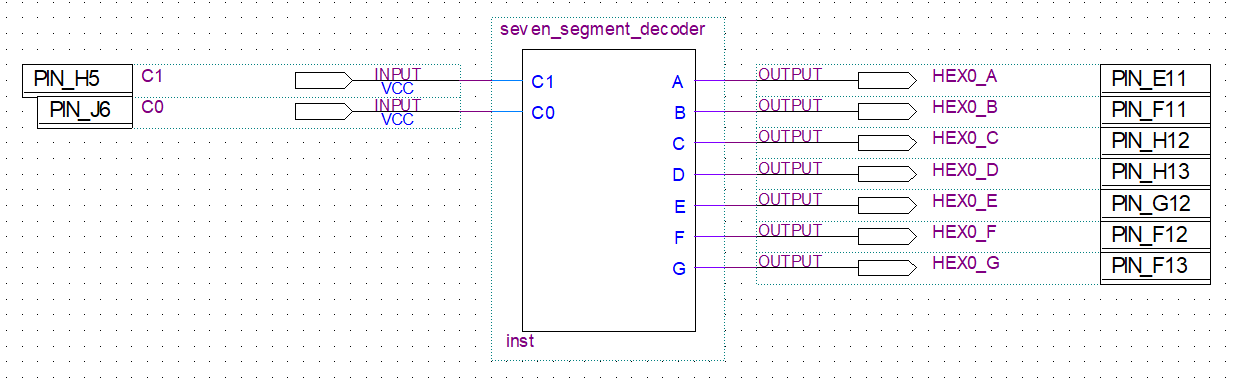 seven_segment_decoder
PIN_H5 C1 INPUT VCC C1 A OUTPUT HEX0_A PIN_E11
PIN_J6 C0 INPUT VCC C0 B OUTPUT HEX0_B PIN_F11
C OUTPUT HEX0_C PIN_H12
D OUTPUT HEX0_D PIN_H13
E OUTPUT HEX0_E PIN_G12
F OUTPUT HEX0_F PIN_F12
G OUTPUT HEX0_G PIN_F13
inst